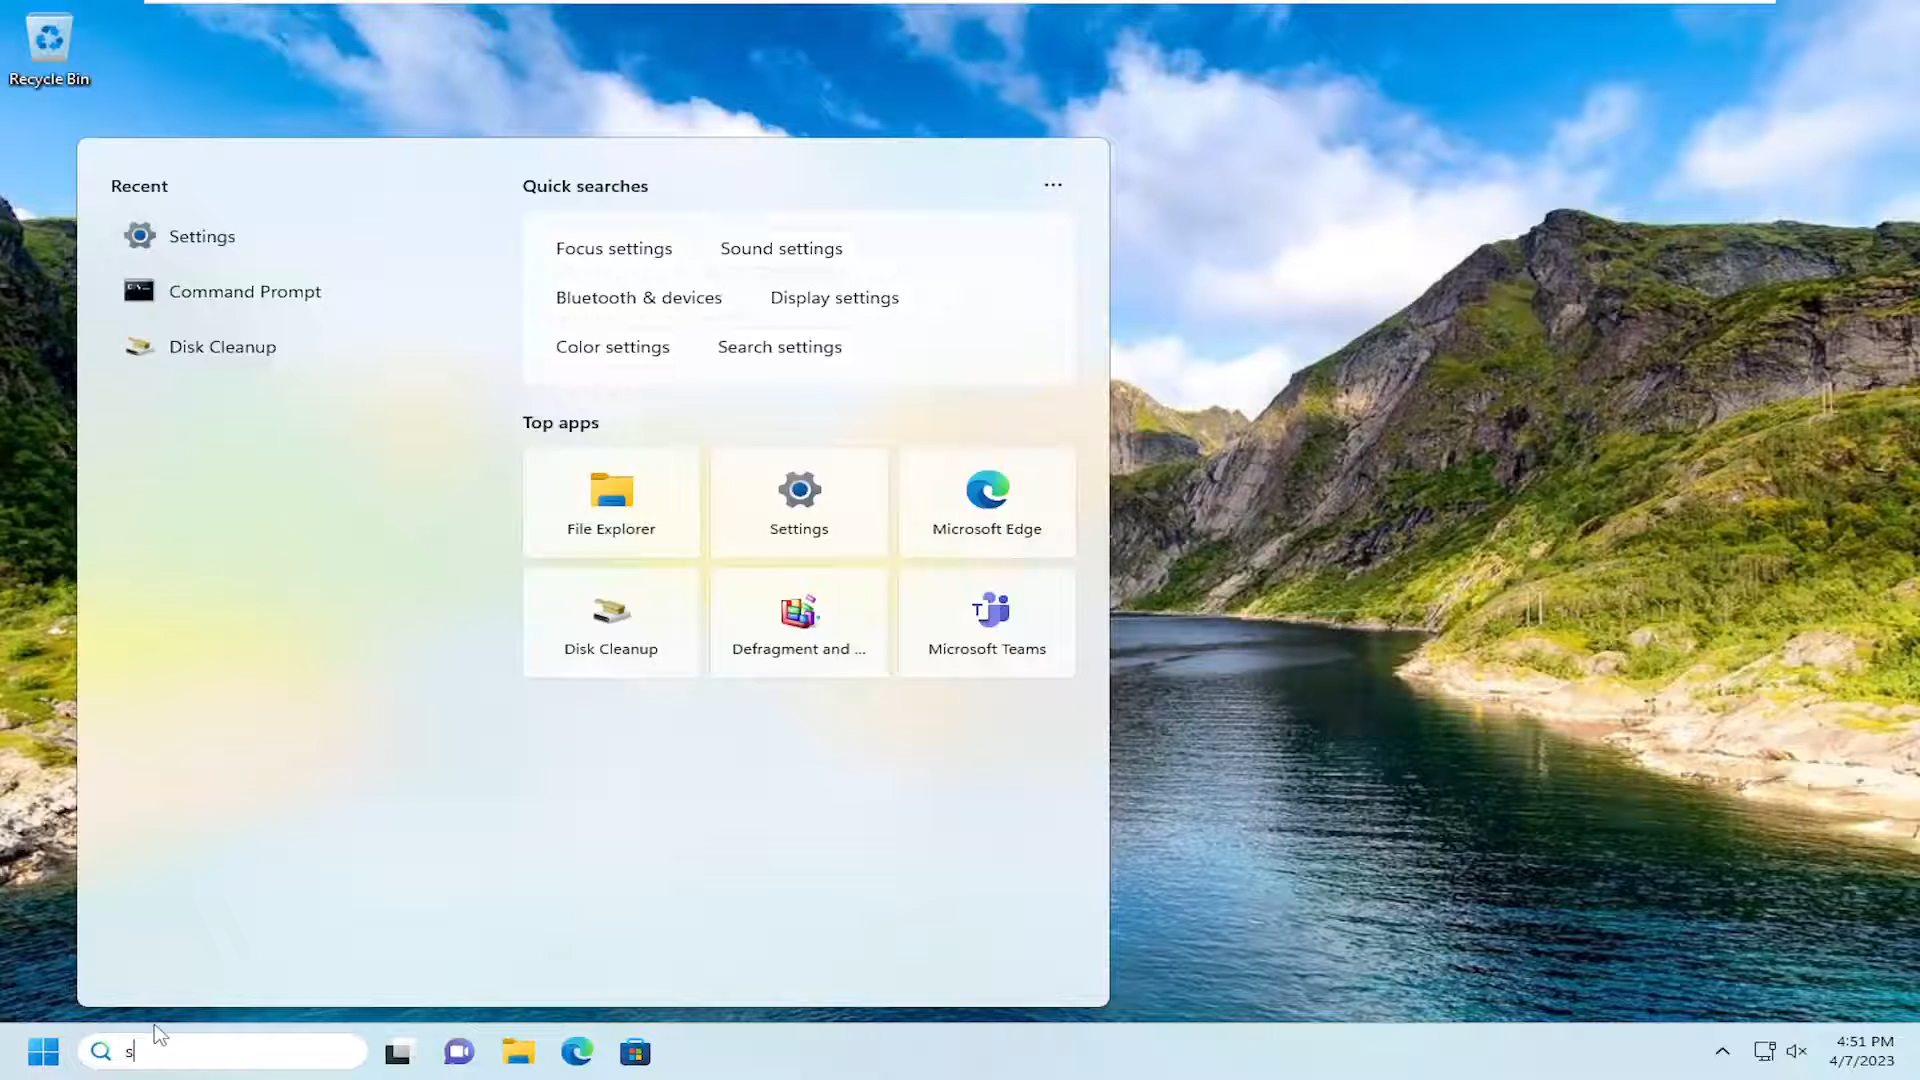 Recycle Bin
Recent
Settings
Command Prompt
Disk Cleanup
Quick searches
...
Focus settings
Sound settings
Bluetooth & devices
Display settings
Color settings
Search settings
Top apps
File Explorer
Settings
Microsoft Edge
Disk Cleanup
Defragment and ...
Microsoft Teams
s
4:51 PM
4/7/2023